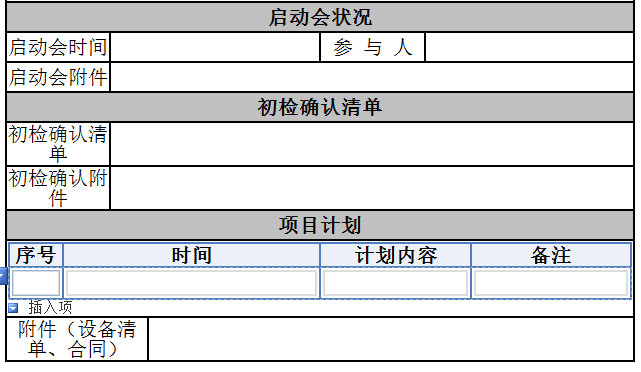 启动会状况
启动会时间 参 与 人
启动会附件
初检确认清单
初检确认清
单
初检确认附
件
项目计划
序号 时间 计划内容 备注
插入项
附件（设备清
单、合同）